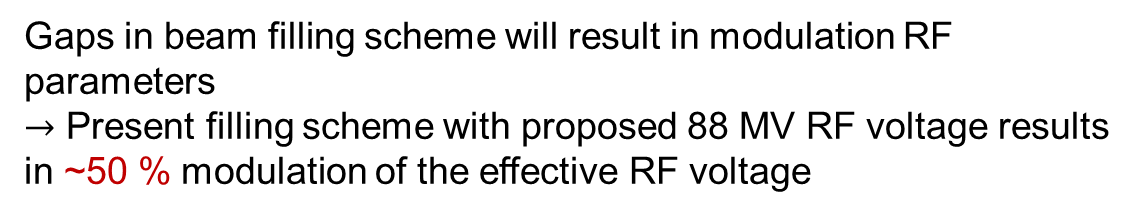 Gaps in beam filling scheme will result in modulation RF
parameters
→ Present filling scheme with proposed 88 MV RF voltage results
in ~50 % modulation of the effective RF voltage